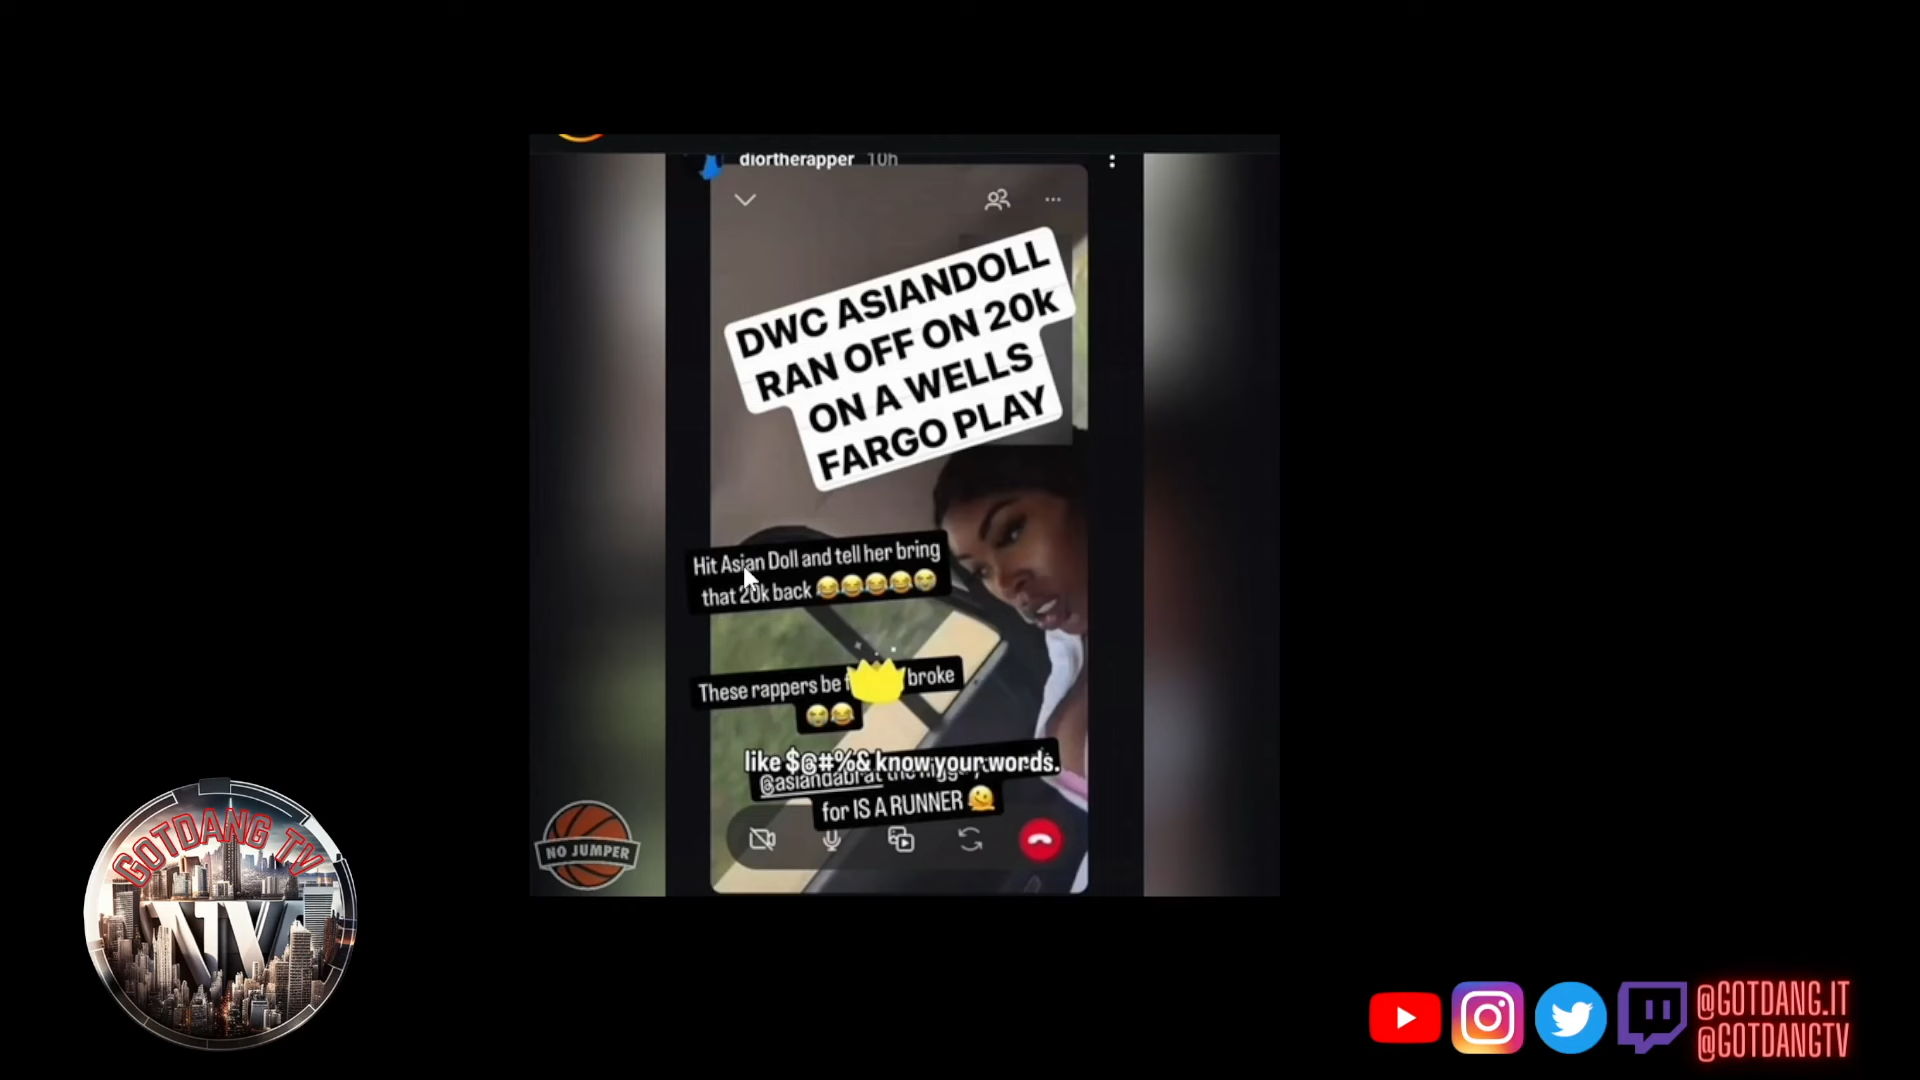 diortherapper 10h
DWC ASIANDOLL
RAN OFF ON 20k
ON A WELLS
FARGO PLAY
Hit Asian Doll and tell her bring
that 20k back 😂😂😂😂😭
These rappers be broke
😭😂
like $@#%& know your words.
for IS A RUNNER 🫠
NO JUMPER
GOTDANG TV
@GOTDANG.IT
@GOTDANGTV